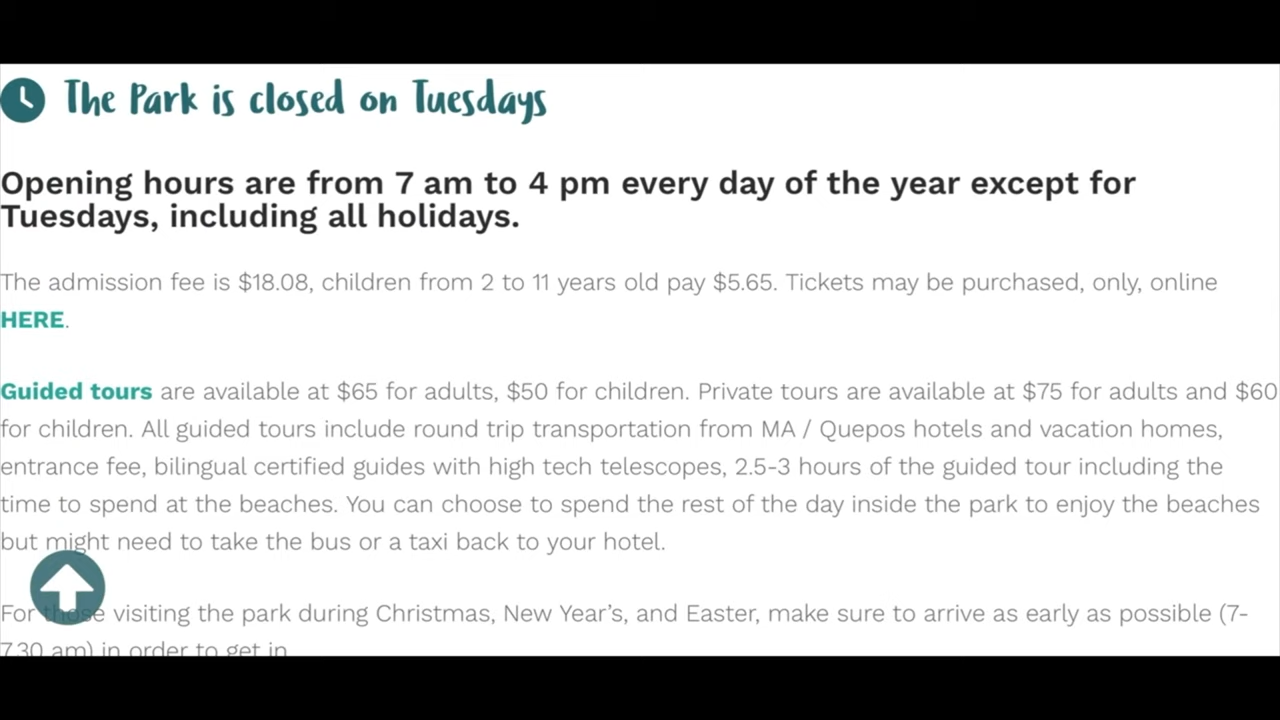 The Park is closed on Tuesdays
Opening hours are from 7 am to 4 pm every day of the year except for
Tuesdays, including all holidays.
The admission fee is $18.08, children from 2 to 11 years old pay $5.65. Tickets may be purchased, only, online
HERE.
Guided tours are available at $65 for adults, $50 for children. Private tours are available at $75 for adults and $60
for children. All guided tours include round trip transportation from MA / Quepos hotels and vacation homes,
entrance fee, bilingual certified guides with high tech telescopes, 2.5-3 hours of the guided tour including the
time to spend at the beaches. You can choose to spend the rest of the day inside the park to enjoy the beaches
but might need to take the bus or a taxi back to your hotel.
For those visiting the park during Christmas, New Year’s, and Easter, make sure to arrive as early as possible (7-
7.30 am) in order to get in